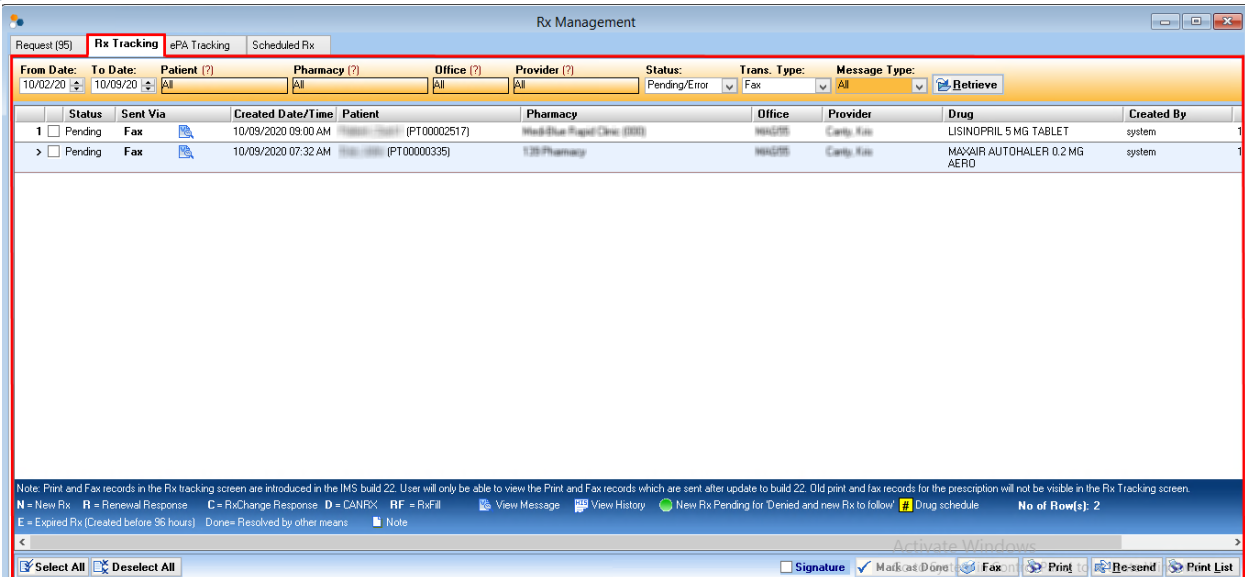 Rx Management
Request (95) Rx Tracking ePA Tracking Scheduled Rx
From Date: To Date: Patient (?) Pharmacy (?) Office (?) Provider (?) Status: Trans. Type: Message Type:
10/02/20 10/09/20 All All All All Pending/Error Fax All Retrieve
Status Sent Via Created Date/Time Patient Pharmacy Office Provider Drug Created By
1 Pending Fax 10/09/2020 09:00 AM (PT00002517) LISINOPRIL 5 MG TABLET system 1
> Pending Fax 10/09/2020 07:32 AM (PT00000335) 139 Pharmacy MAXAIR AUTOHALER 0.2 MG system 1
AERO
Note: Print and Fax records in the Rx tracking screen are introduced in the IMS build 22. User will only be able to view the Print and Fax records which are sent after update to build 22. Old print and fax records for the prescription will not be visible in the Rx Tracking screen.
N = New Rx R = Renewal Response C = RxChange Response D = CANRX RF = RxFill View Message View History New Rx Pending for 'Denied and new Rx to follow' # Drug schedule No of Row(s): 2
E = Expired Rx (Created before 96 hours) Done= Resolved by other means Note
Activate Windows
Select All Deselect All Signature Mark as Done Fax Print Re-send Print List